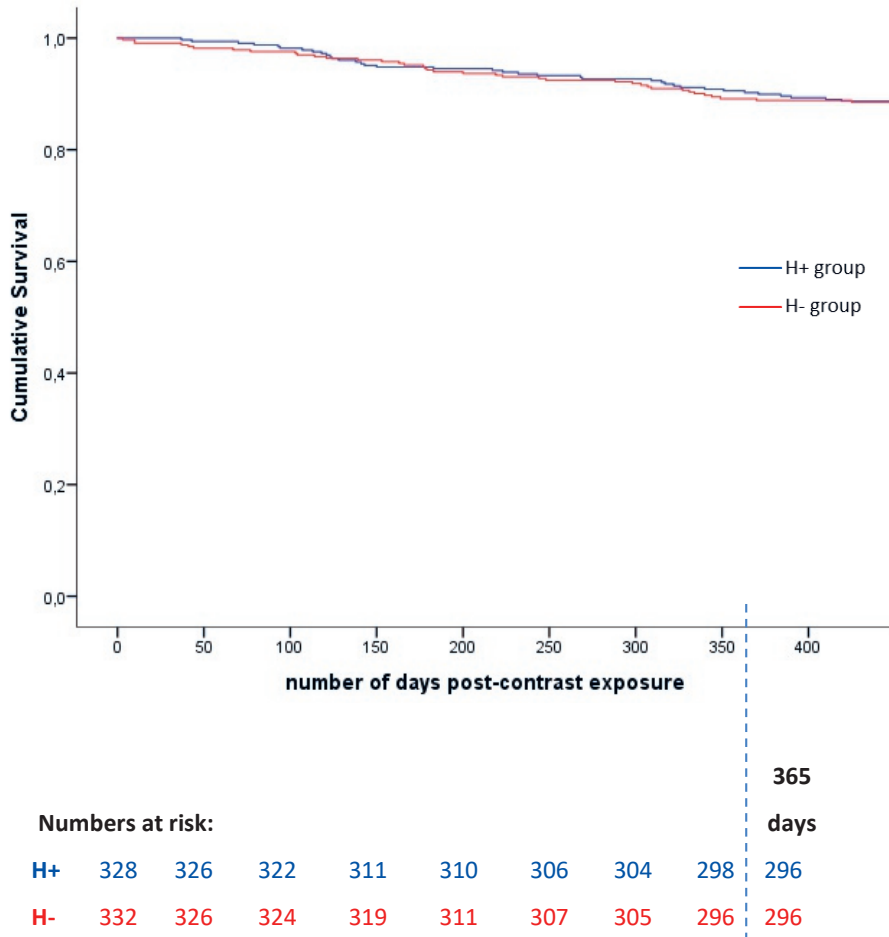 1,0
0,8
0,6
0,4
0,2
0,0
Cumulative Survival
H+ group
H- group
0 50 100 150 200 250 300 350 400
number of days post-contrast exposure
365
Numbers at risk: days
H+ 328 326 322 311 310 306 304 298 296
H- 332 326 324 319 311 307 305 296 296